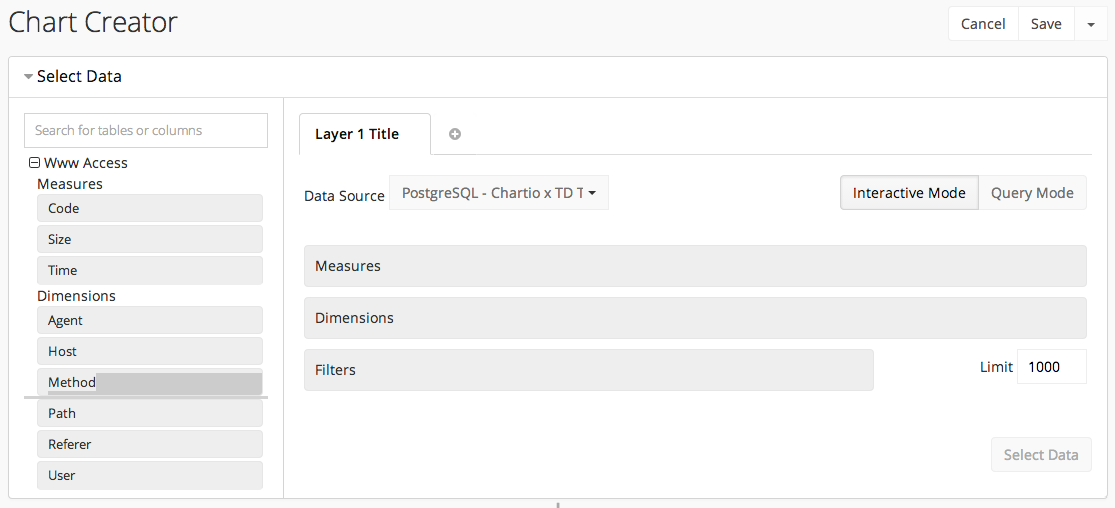 Chart Creator
Cancel
Save
Select Data
Search for tables or columns
Www Access
Measures
Code
Size
Time
Dimensions
Agent
Host
Method
Path
Referer
User
Layer 1 Title
Data Source
PostgreSQL - Chartio x TD T
Interactive Mode
Query Mode
Measures
Dimensions
Filters
Limit
1000
Select Data